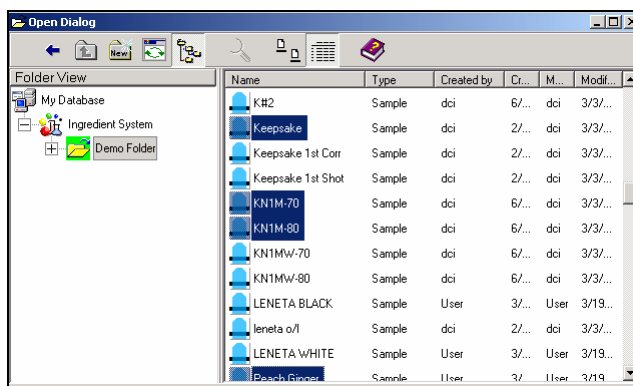 Open Dialog
New
Folder View
My Database
Ingredient System
Demo Folder
Name Type Created by Cr... M... Modif...
K#2 Sample dci 6/... dci 3/3/...
Keepsake Sample dci 2/... dci 3/3/...
Keepsake 1st Corr Sample dci 2/... dci 3/3/...
Keepsake 1st Shot Sample dci 2/... dci 3/3/...
KN1M-70 Sample dci 6/... dci 3/3/...
KN1M-80 Sample dci 6/... dci 3/3/...
KN1MW-70 Sample dci 6/... dci 3/3/...
KN1MW-80 Sample dci 6/... dci 3/3/...
LENETA BLACK Sample User 3/... User 3/19...
leneta o/l Sample dci 2/... dci 3/3/...
LENETA WHITE Sample User 3/... User 3/19...
Peach Ginger Sample User 3/... User 3/19...